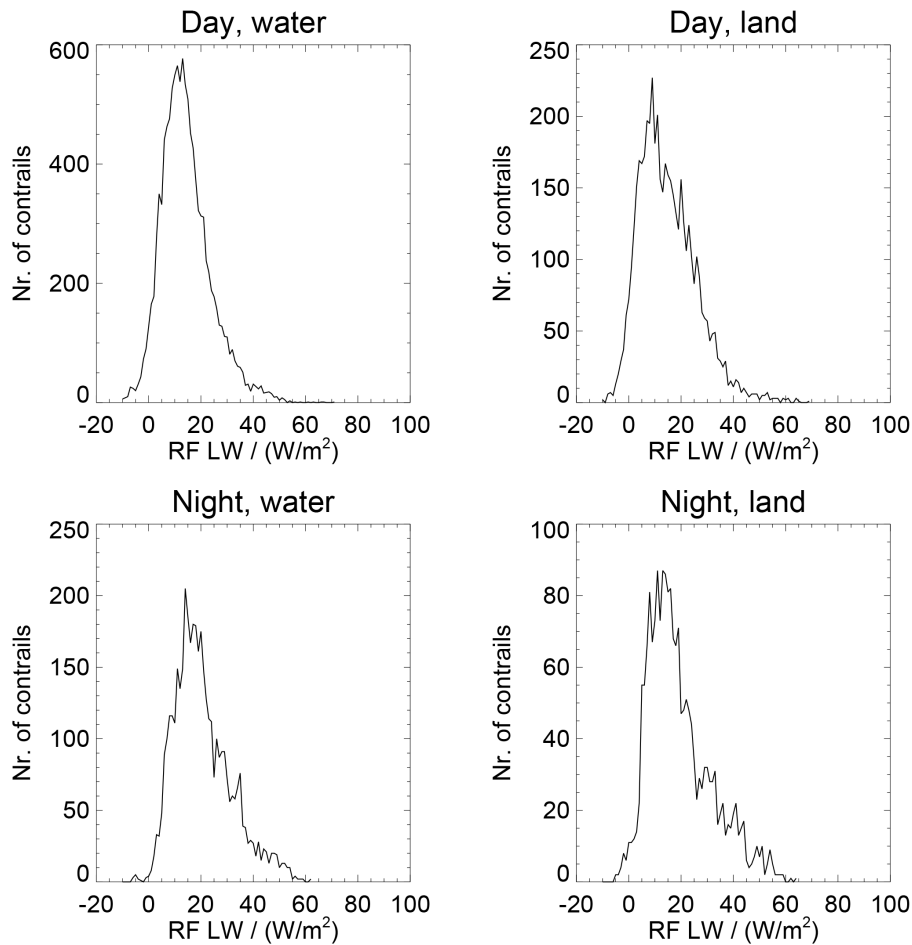 Day, water
Nr. of contrails
600
400
200
0
-20 0 20 40 60 80 100
RF LW / (W/m²)
Day, land
Nr. of contrails
250
200
150
100
50
0
-20 0 20 40 60 80 100
RF LW / (W/m²)
Night, water
Nr. of contrails
250
200
150
100
50
0
-20 0 20 40 60 80 100
RF LW / (W/m²)
Night, land
Nr. of contrails
100
80
60
40
20
0
-20 0 20 40 60 80 100
RF LW / (W/m²)